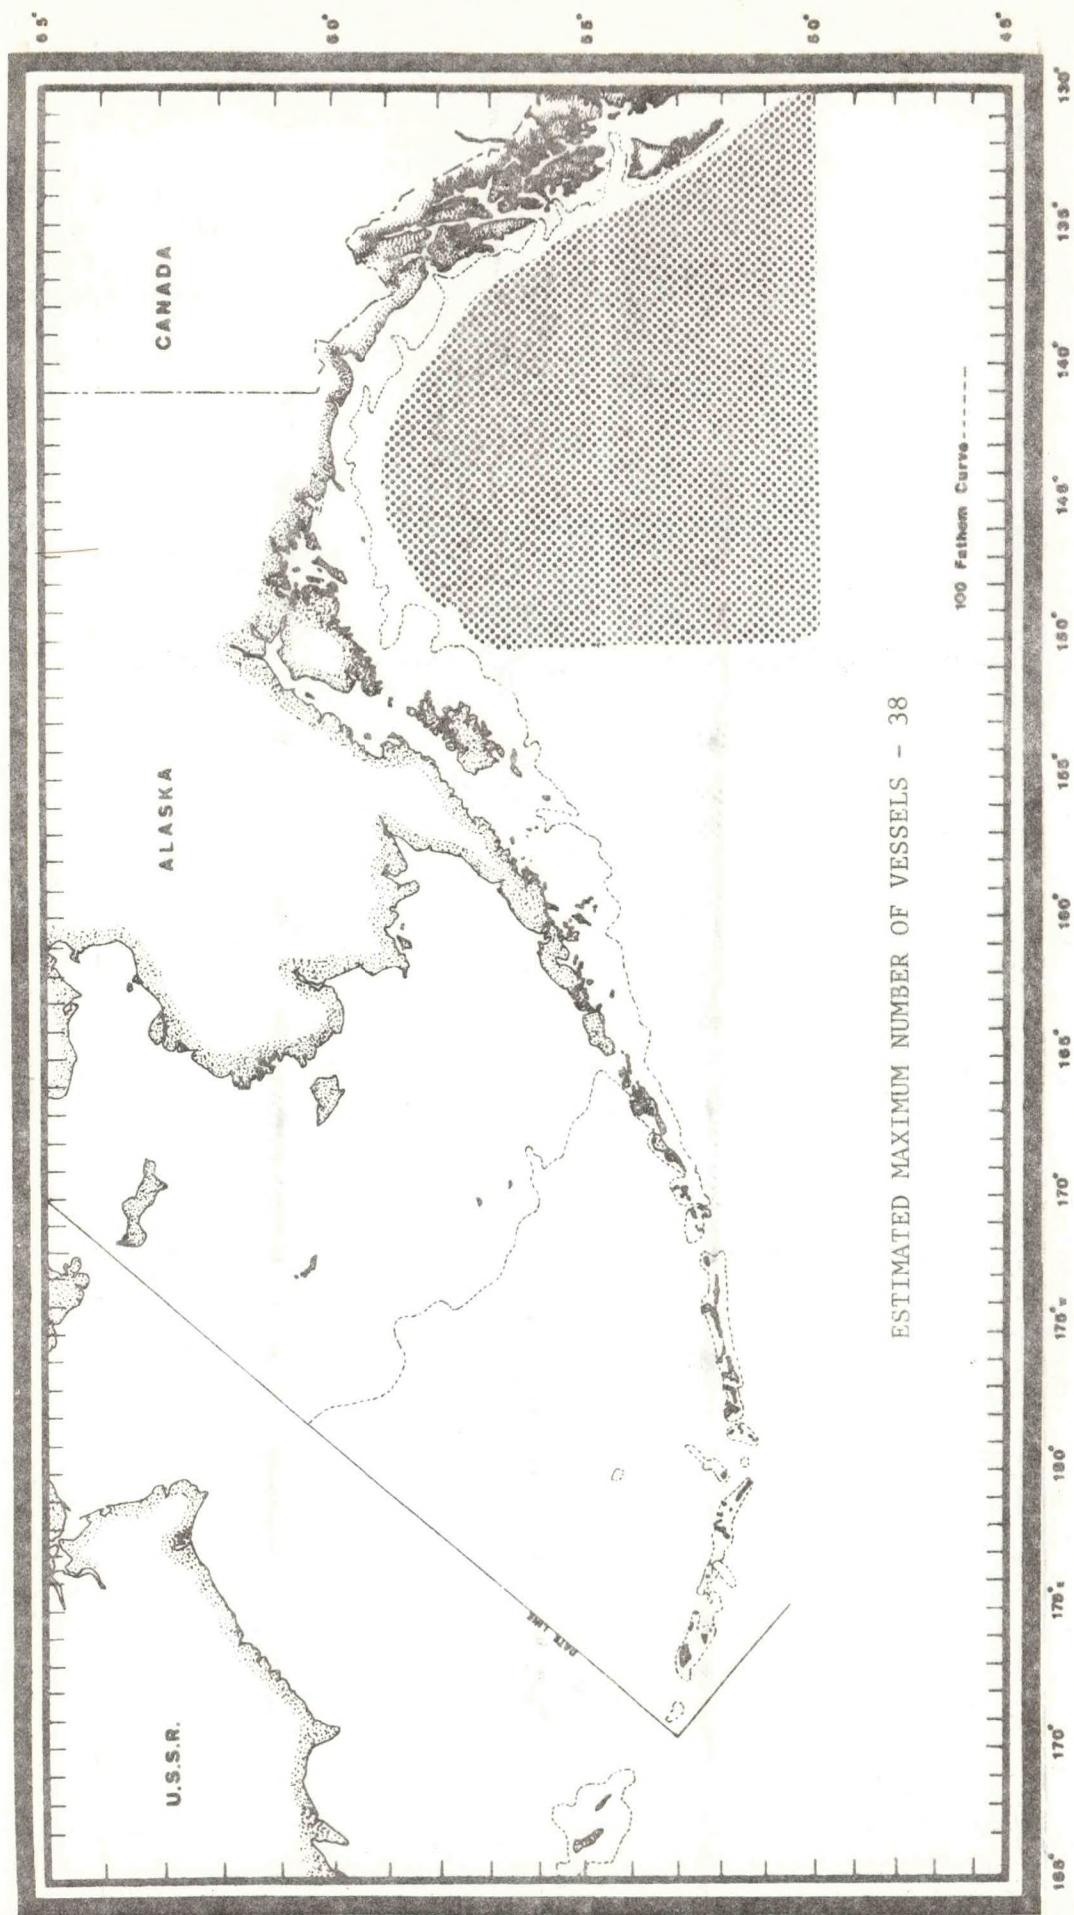 65°
60°
55°
50°
45°
CANADA
ALASKA
U.S.S.R.
DATE LINE
100 Fathom Curve
ESTIMATED MAXIMUM NUMBER OF VESSELS - 38
165°
170°
175°E
180°
175°W
170°
165°
160°
155°
150°
145°
140°
135°
130°